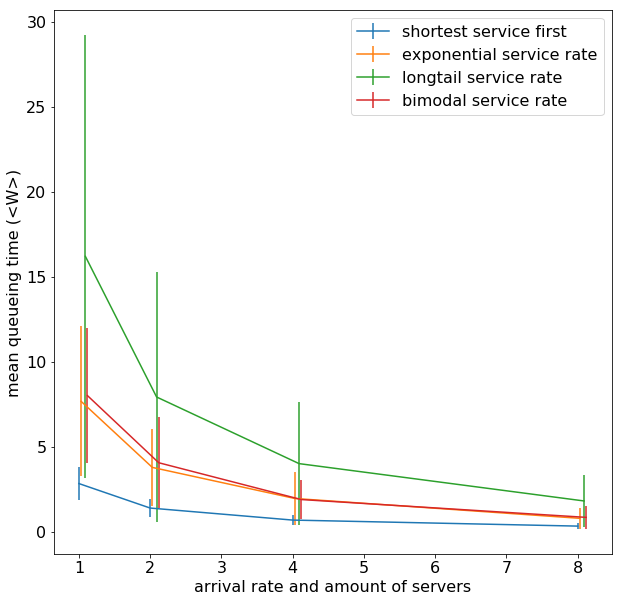 30
25
20
15
10
5
0
mean queueing time (<W>)
shortest service first
exponential service rate
longtail service rate
bimodal service rate
1 2 3 4 5 6 7 8
arrival rate and amount of servers